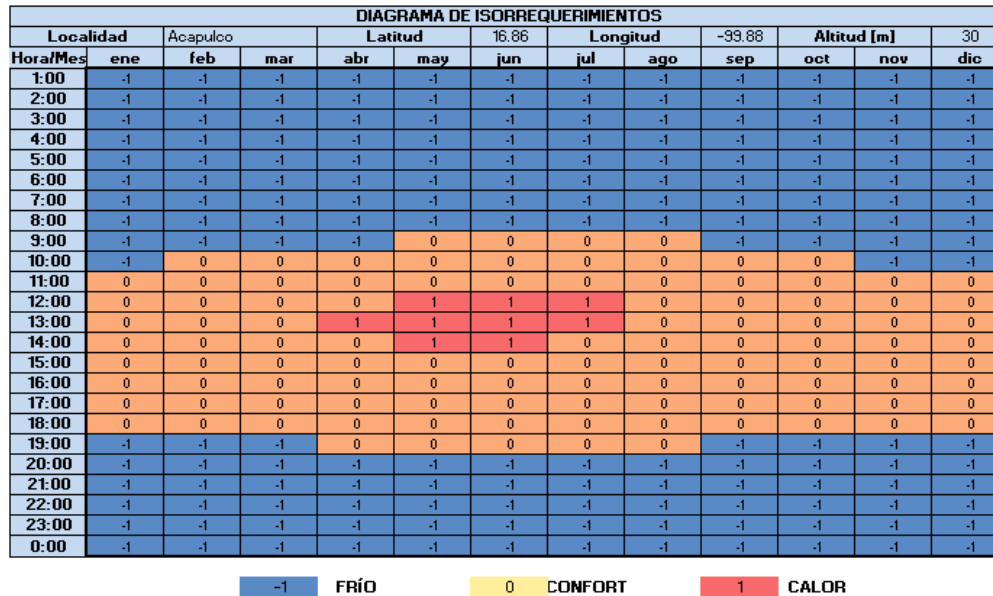 DIAGRAMA DE ISORREQUERIMIENTOS
Localidad Acapulco Latitud 16.86 Longitud -99.88 Altitud [m] 30
Hora/Mes ene feb mar abr may jun jul ago sep oct nov dic
1:00 -1 -1 -1 -1 -1 -1 -1 -1 -1 -1 -1 -1
2:00 -1 -1 -1 -1 -1 -1 -1 -1 -1 -1 -1 -1
3:00 -1 -1 -1 -1 -1 -1 -1 -1 -1 -1 -1 -1
4:00 -1 -1 -1 -1 -1 -1 -1 -1 -1 -1 -1 -1
5:00 -1 -1 -1 -1 -1 -1 -1 -1 -1 -1 -1 -1
6:00 -1 -1 -1 -1 -1 -1 -1 -1 -1 -1 -1 -1
7:00 -1 -1 -1 -1 -1 -1 -1 -1 -1 -1 -1 -1
8:00 -1 -1 -1 -1 -1 -1 -1 -1 -1 -1 -1 -1
9:00 -1 -1 -1 -1 0 0 0 0 -1 -1 -1 -1
10:00 -1 0 0 0 0 0 0 0 0 0 -1 -1
11:00 0 0 0 0 0 0 0 0 0 0 0 0
12:00 0 0 0 0 1 1 1 0 0 0 0 0
13:00 0 0 0 1 1 1 1 0 0 0 0 0
14:00 0 0 0 0 1 1 0 0 0 0 0 0
15:00 0 0 0 0 0 0 0 0 0 0 0 0
16:00 0 0 0 0 0 0 0 0 0 0 0 0
17:00 0 0 0 0 0 0 0 0 0 0 0 0
18:00 0 0 0 0 0 0 0 0 0 0 0 0
19:00 -1 -1 -1 0 0 0 0 0 -1 -1 -1 -1
20:00 -1 -1 -1 -1 -1 -1 -1 -1 -1 -1 -1 -1
21:00 -1 -1 -1 -1 -1 -1 -1 -1 -1 -1 -1 -1
22:00 -1 -1 -1 -1 -1 -1 -1 -1 -1 -1 -1 -1
23:00 -1 -1 -1 -1 -1 -1 -1 -1 -1 -1 -1 -1
0:00 -1 -1 -1 -1 -1 -1 -1 -1 -1 -1 -1 -1
-1 FRÍO 0 CONFORT 1 CALOR